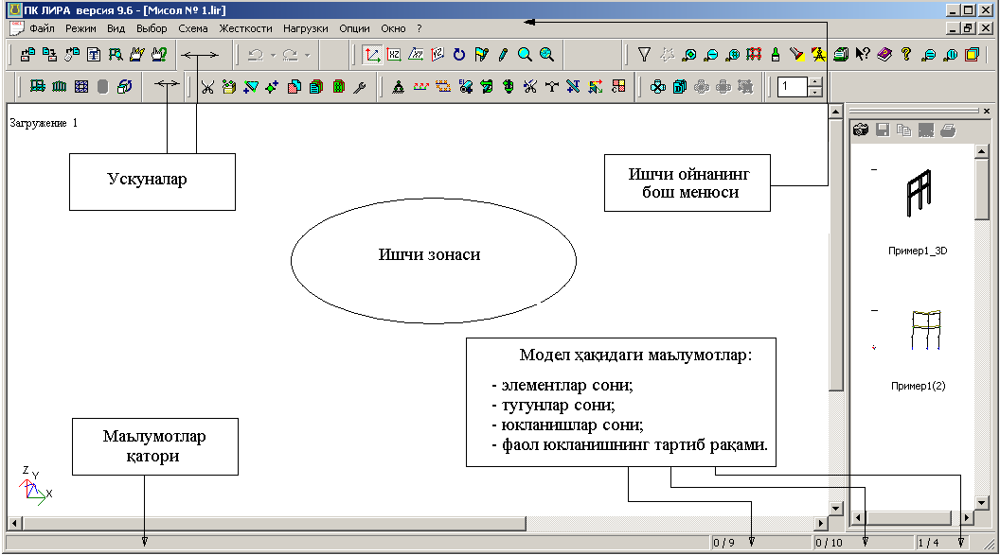 ПК ЛИРА версия 9.6 - [Мисол № 1.lir]
Файл Режим Вид Выбор Схема Жесткости Нагрузки Опции Окно ?
1
Загружение 1
Ускуналар
Ишчи ойнанинг
бош менюси
Ишчи зонаси
Пример1_3D
Модел ҳақидаги маьлумотлар:
- элементлар сони;
- тугунлар сони;
- юкланишлар сони;
- фаол юкланишнинг тартиб рақами.
Пример1(2)
Маьлумотлар
қатори
Z
Y
X
0 / 9 0 / 10 1 / 4